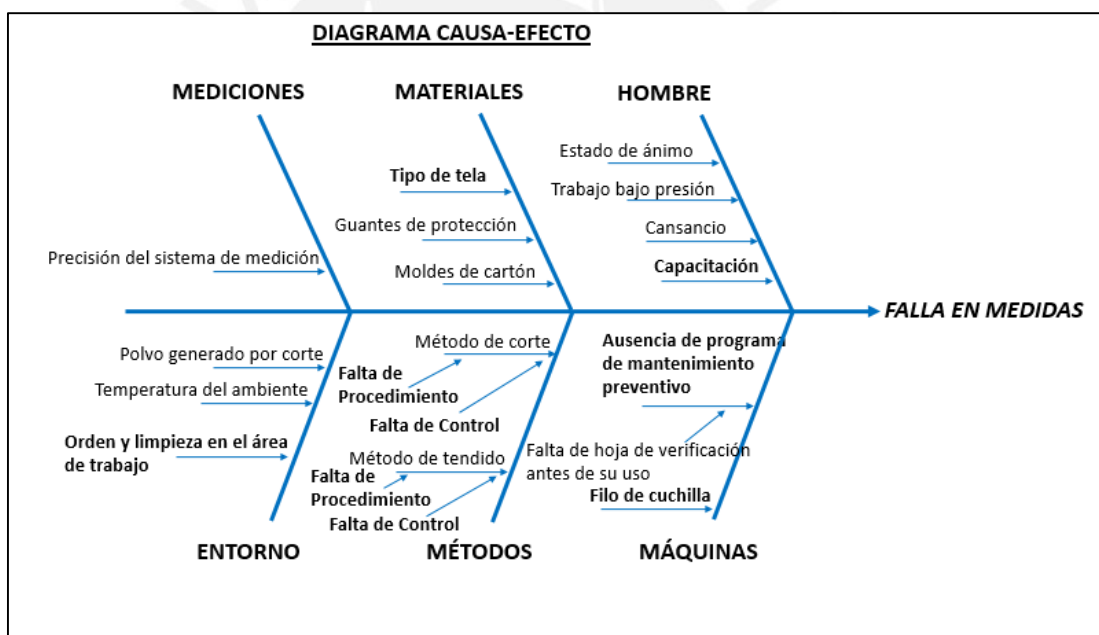 DIAGRAMA CAUSA-EFECTO
MEDICIONES
MATERIALES
HOMBRE
Estado de ánimo
Tipo de tela
Trabajo bajo presión
Guantes de protección
Cansancio
Precisión del sistema de medición
Moldes de cartón
Capacitación
FALLA EN MEDIDAS
Polvo generado por corte
Temperatura del ambiente
Orden y limpieza en el área
de trabajo
Método de corte
Falta de
Procedimiento
Falta de Control
Método de tendido
Falta de
Procedimiento
Falta de Control
Ausencia de programa
de mantenimiento
preventivo
Falta de hoja de verificación
antes de su uso
Filo de cuchilla
ENTORNO
MÉTODOS
MÁQUINAS